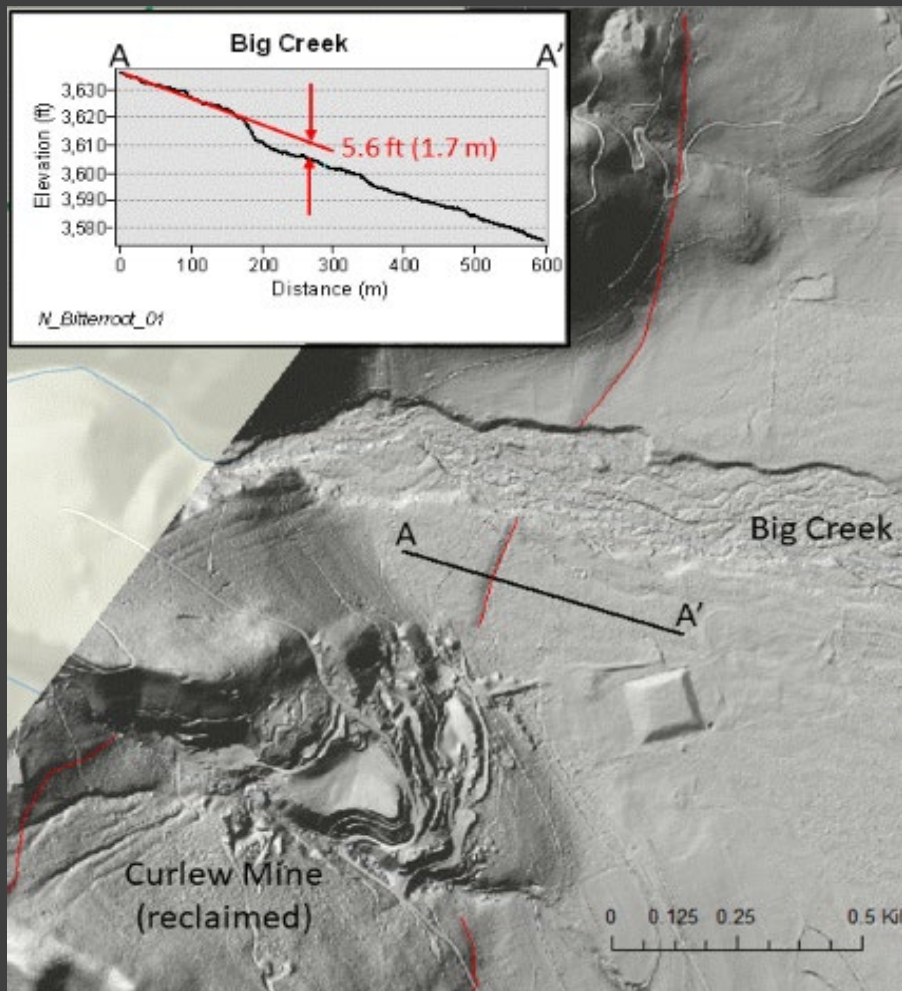 Big Creek
A A'
3,630
3,620
3,610
3,600
3,590
3,580
Elevation (ft)
5.6 ft (1.7 m)
0 100 200 300 400 500 600
Distance (m)
N_Bitterroot_01
Big Creek
A
A'
Curlew Mine
(reclaimed)
0 0.125 0.25 0.5 Kil